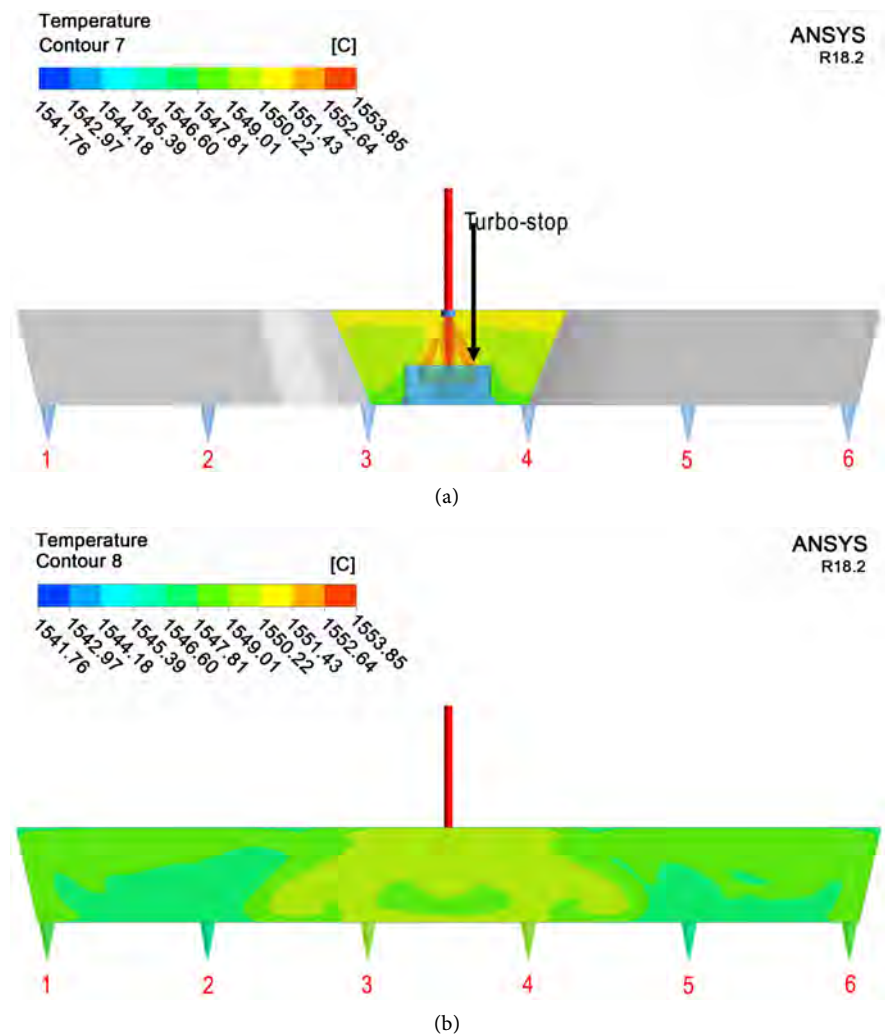 Temperature
Contour 7 [C]
ANSYS
R18.2
1541.76 1542.97 1544.18 1545.39 1546.60 1547.81 1549.01 1550.22 1551.43 1552.64 1553.85
Turbo-stop
1 2 3 4 5 6
(a)
Temperature
Contour 8 [C]
ANSYS
R18.2
1541.76 1542.97 1544.18 1545.39 1546.60 1547.81 1549.01 1550.22 1551.43 1552.64 1553.85
1 2 3 4 5 6
(b)